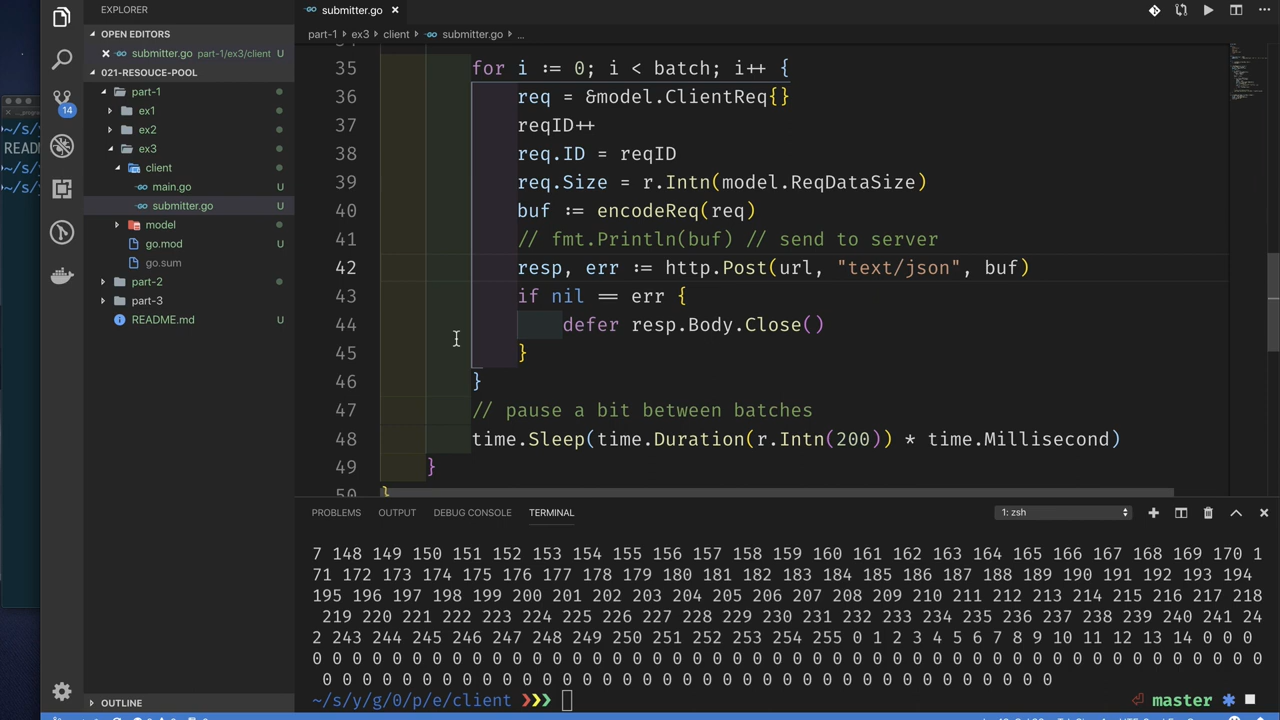 EXPLORER
submitter.go ×
OPEN EDITORS
submitter.go part-1/ex3/client U
021-RESOUCE-POOL
part-1
ex1
ex2
ex3
client
main.go U
submitter.go U
model
go.mod U
go.sum
part-2
part-3
README.md U
OUTLINE
14
~/s/y
READM
~/s/y
~/s/y
part-1 > ex3 > client > submitter.go > ...
35 for i := 0; i < batch; i++ {
36 req = &model.ClientReq{}
37 reqID++
38 req.ID = reqID
39 req.Size = r.Intn(model.ReqDataSize)
40 buf := encodeReq(req)
41 // fmt.Println(buf) // send to server
42 resp, err := http.Post(url, "text/json", buf)
43 if nil == err {
44 defer resp.Body.Close()
45 }
46 }
47 // pause a bit between batches
48 time.Sleep(time.Duration(r.Intn(200)) * time.Millisecond)
49 }
50 }
PROBLEMS OUTPUT DEBUG CONSOLE TERMINAL 1: zsh
7 148 149 150 151 152 153 154 155 156 157 158 159 160 161 162 163 164 165 166 167 168 169 170 1
71 172 173 174 175 176 177 178 179 180 181 182 183 184 185 186 187 188 189 190 191 192 193 194
195 196 197 198 199 200 201 202 203 204 205 206 207 208 209 210 211 212 213 214 215 216 217 218
219 220 221 222 223 224 225 226 227 228 229 230 231 232 233 234 235 236 237 238 239 240 241 24
2 243 244 245 246 247 248 249 250 251 252 253 254 255 0 1 2 3 4 5 6 7 8 9 10 11 12 13 14 0 0 0
0 0 0 0 0 0 0 0 0 0 0 0 0 0 0 0 0 0 0 0 0 0 0 0 0 0 0 0 0 0 0 0 0 0 0 0 0 0 0 0 0 0 0 0 0 0 0 0
0 0 0 0 0 0 0 0 0 0 0 0 0 0 0 0 0 0 0 0 0 0 0 0 0 0 0 0 0 0 0 0 0 0 0 0 0
~/s/y/g/0/p/e/client ❯❯❯ master *